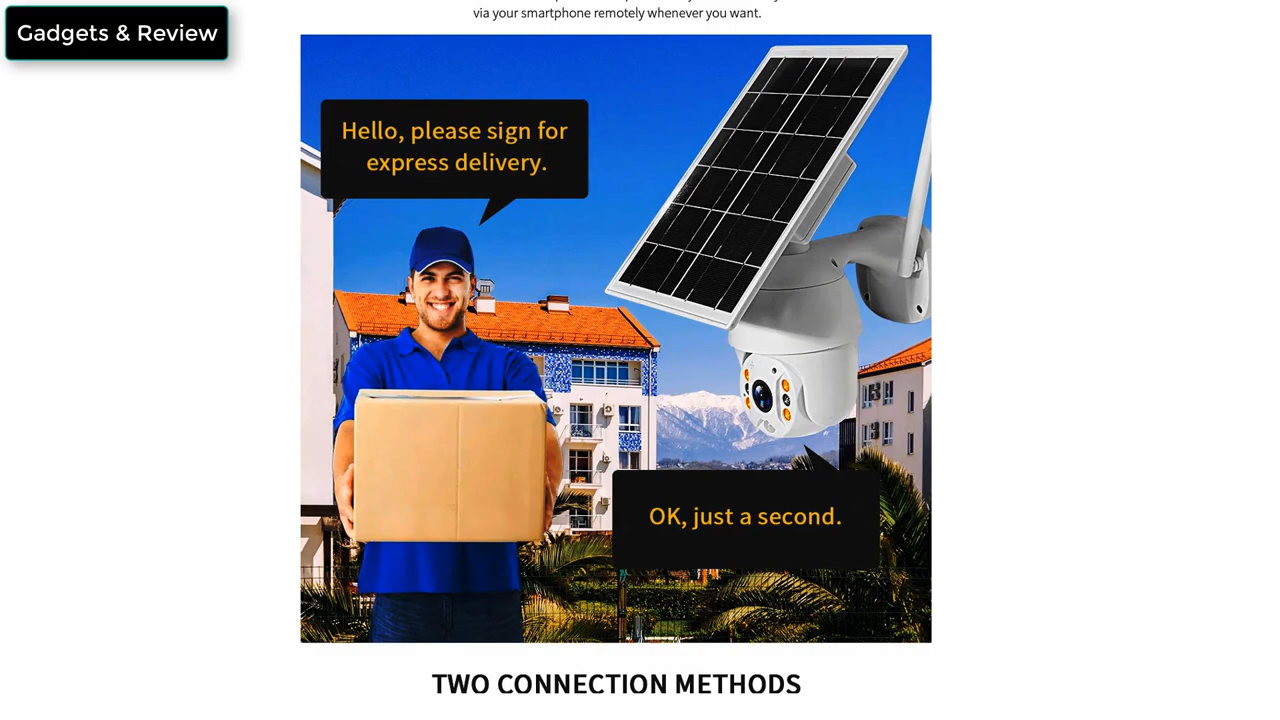 Gadgets & Review
via your smartphone remotely whenever you want.
Hello, please sign for
express delivery.
OK, just a second.
TWO CONNECTION METHODS